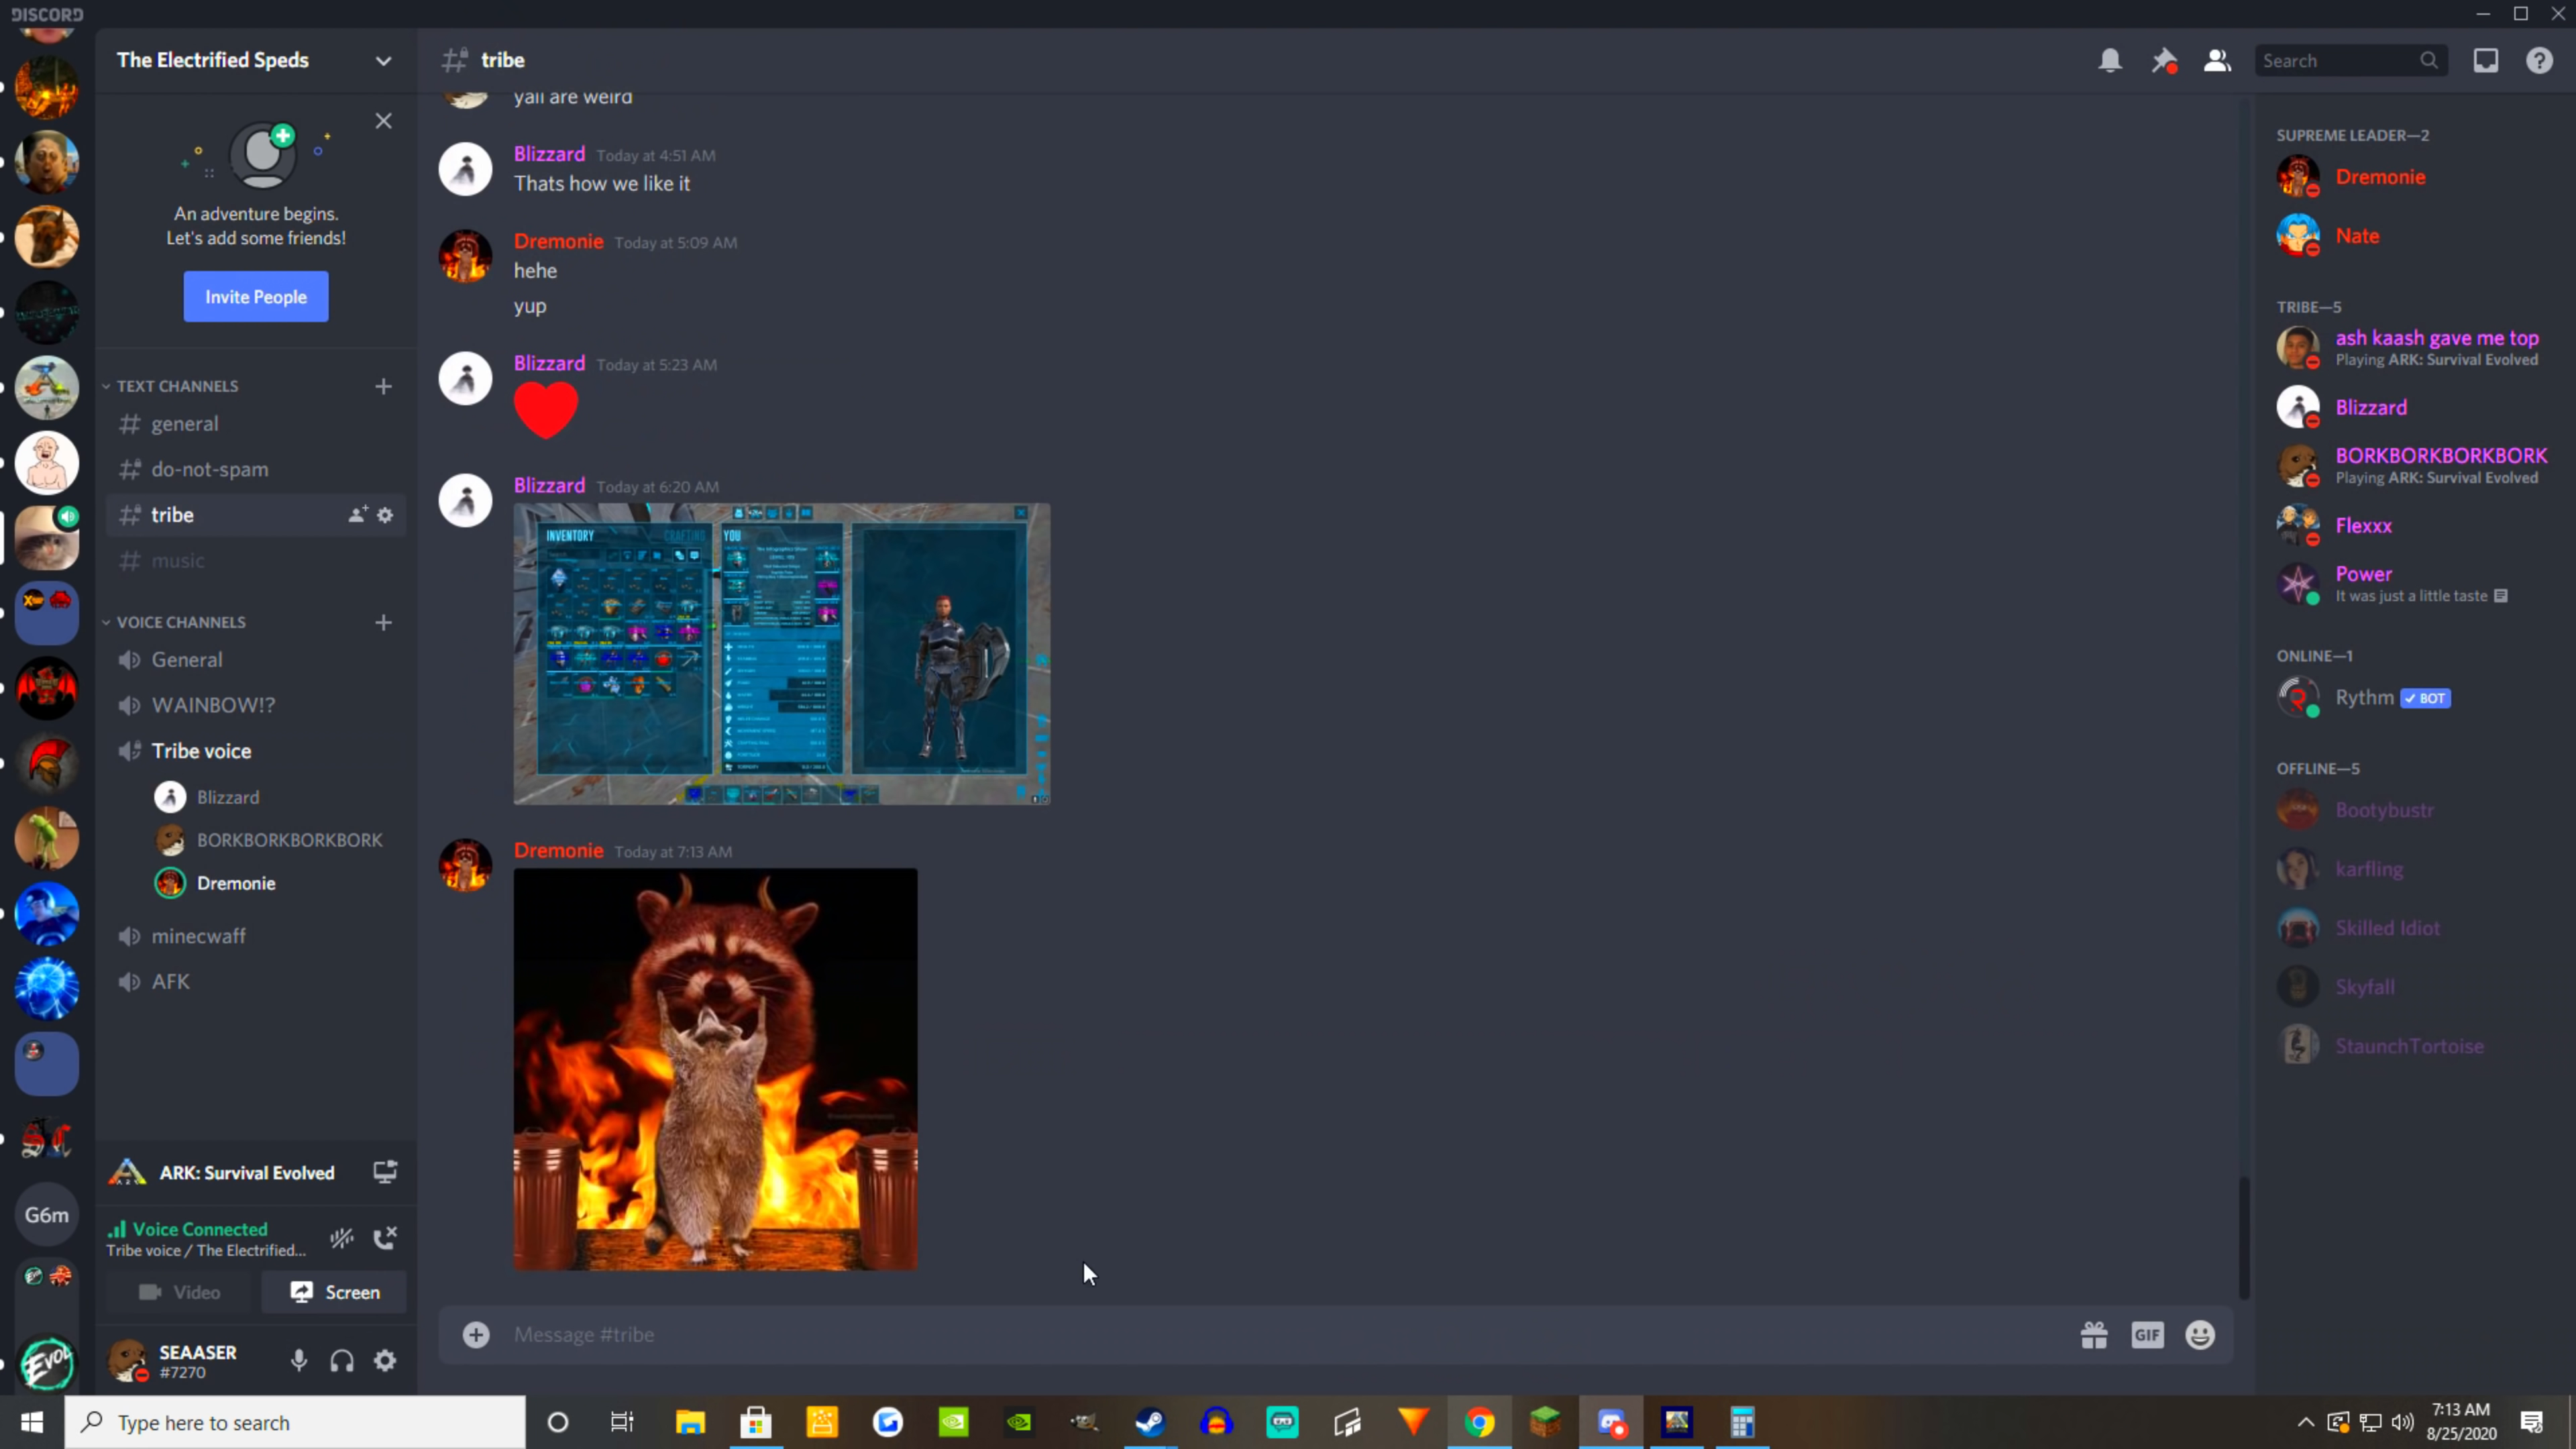 DISCORD
The Electrified Speds
An adventure begins.
Let's add some friends!
Invite People
TEXT CHANNELS
general
do-not-spam
tribe
music
VOICE CHANNELS
General
WAINBOW!?
Tribe voice
Blizzard
BORKBORKBORKBORK
Dremonie
minecwaff
AFK
G6m
EVOL
ARK: Survival Evolved
Voice Connected
Tribe voice / The Electrified...
Video
Screen
SEAASER
#7270
tribe
Search
yall are weird
Blizzard Today at 4:51 AM
Thats how we like it
Dremonie Today at 5:09 AM
hehe
yup
Blizzard Today at 5:23 AM
Blizzard Today at 6:20 AM
INVENTORY
CRAFTING
YOU
Dremonie Today at 7:13 AM
Message #tribe
GIF
SUPREME LEADER—2
Dremonie
Nate
TRIBE—5
ash kaash gave me top
Playing ARK: Survival Evolved
Blizzard
BORKBORKBORKBORK
Playing ARK: Survival Evolved
Flexxx
Power
It was just a little taste
ONLINE—1
Rythm BOT
OFFLINE—5
Bootybustr
karfling
Skilled Idiot
Skyfall
StaunchTortoise
Type here to search
7:13 AM
8/25/2020